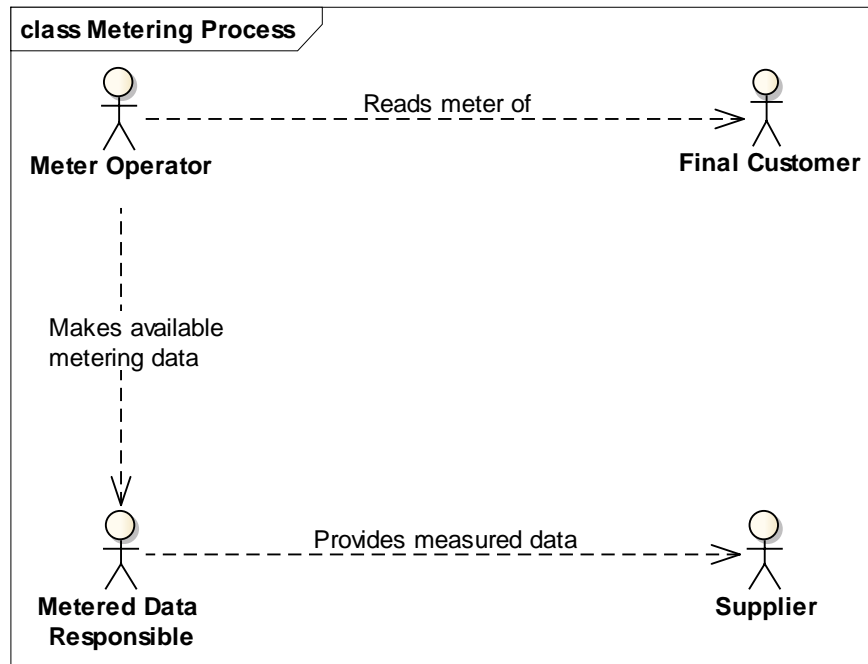 class Metering Process
Reads meter of
Meter Operator
Final Customer
Makes available
metering data
Provides measured data
Metered Data
Responsible
Supplier